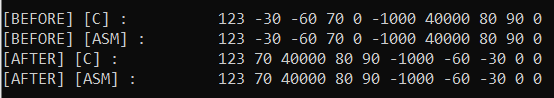 [BEFORE] [C] : 123 -30 -60 70 0 -1000 40000 80 90 0
[BEFORE] [ASM] : 123 -30 -60 70 0 -1000 40000 80 90 0
[AFTER] [C] : 123 70 40000 80 90 -1000 -60 -30 0 0
[AFTER] [ASM] : 123 70 40000 80 90 -1000 -60 -30 0 0